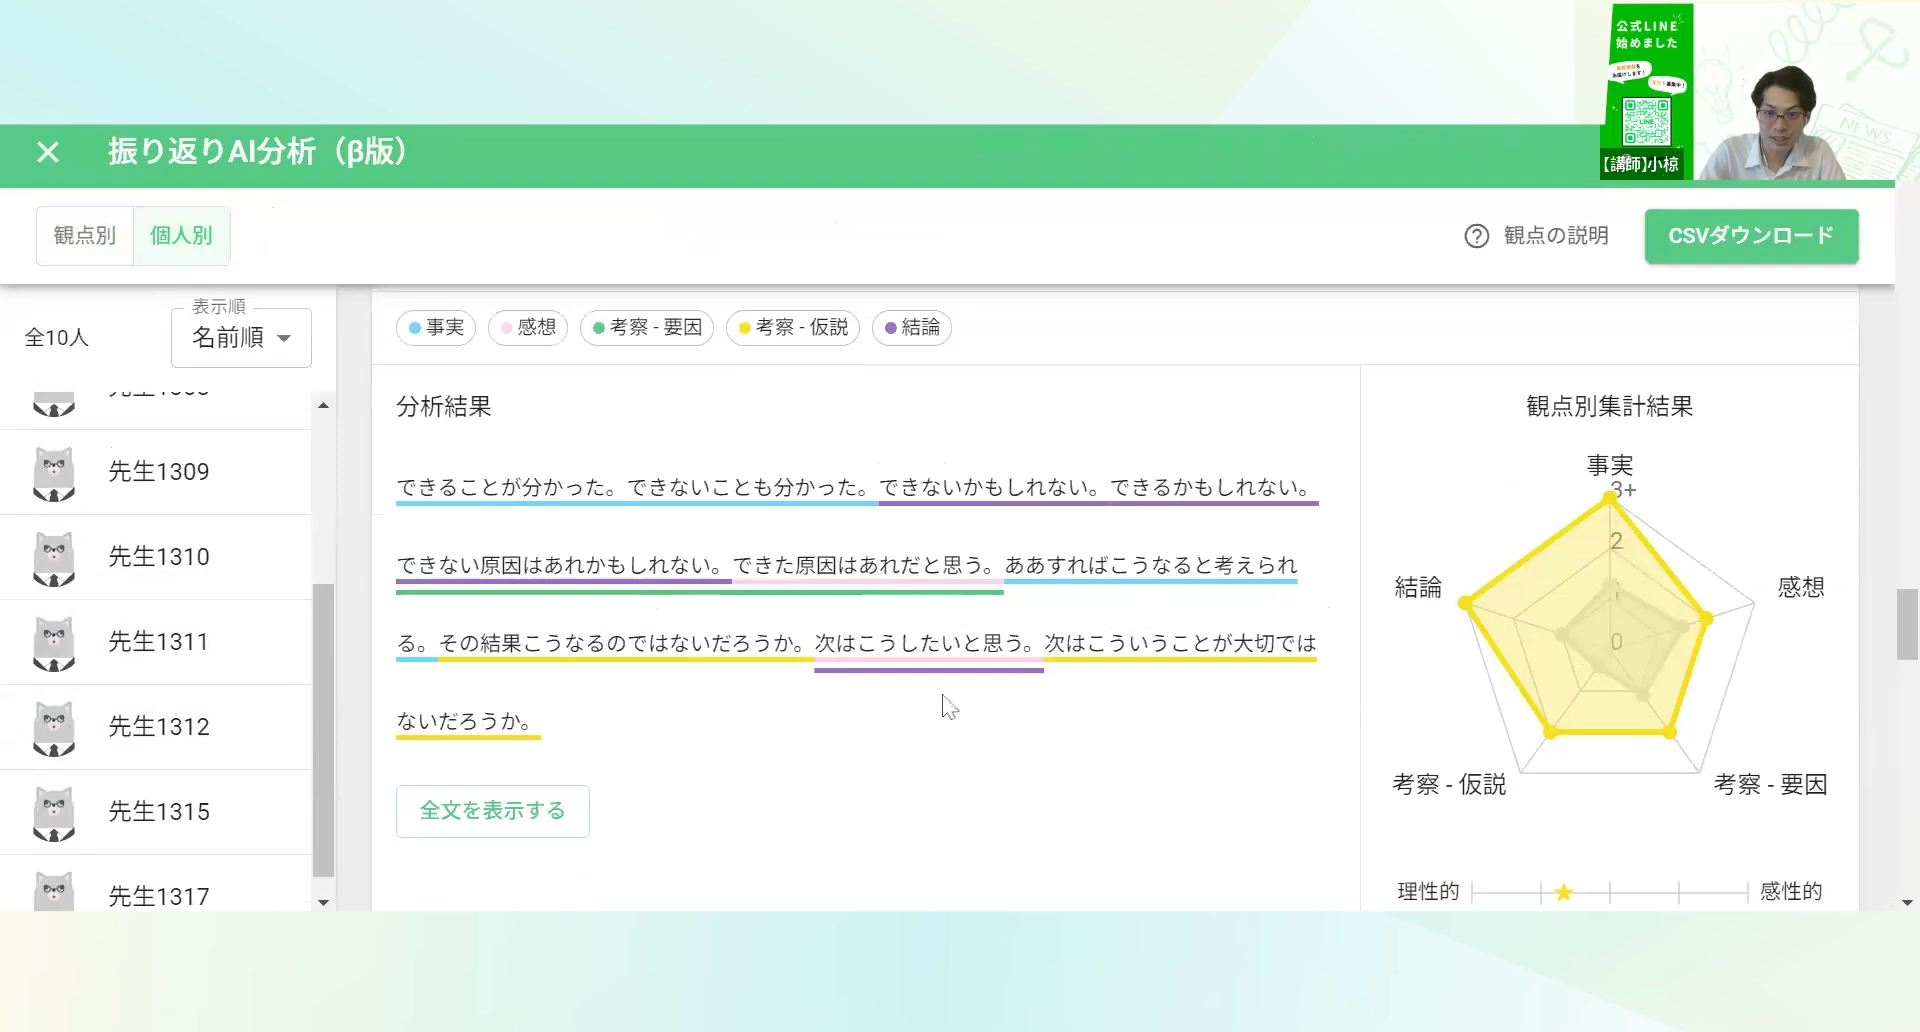 公式LINE
始めました
LINE
NEWS
【講師】小椋
振り返りAI分析（β版）
観点別
個人別
観点の説明
CSVダウンロード
全10人
表示順
名前順
事実
感想
考察 - 要因
考察 - 仮説
結論
先生1309
先生1310
先生1311
先生1312
先生1315
先生1317
分析結果
できることが分かった。できないことも分かった。できないかもしれない。できるかもしれない。
できない原因はあれかもしれない。できた原因はあれだと思う。ああすればこうなると考えられ
る。その結果こうなるのではないだろうか。次はこうしたいと思う。次はこういうことが大切では
ないだろうか。
全文を表示する
観点別集計結果
事実
3+
2
1
0
感想
結論
考察 - 仮説
考察 - 要因
理性的
感性的